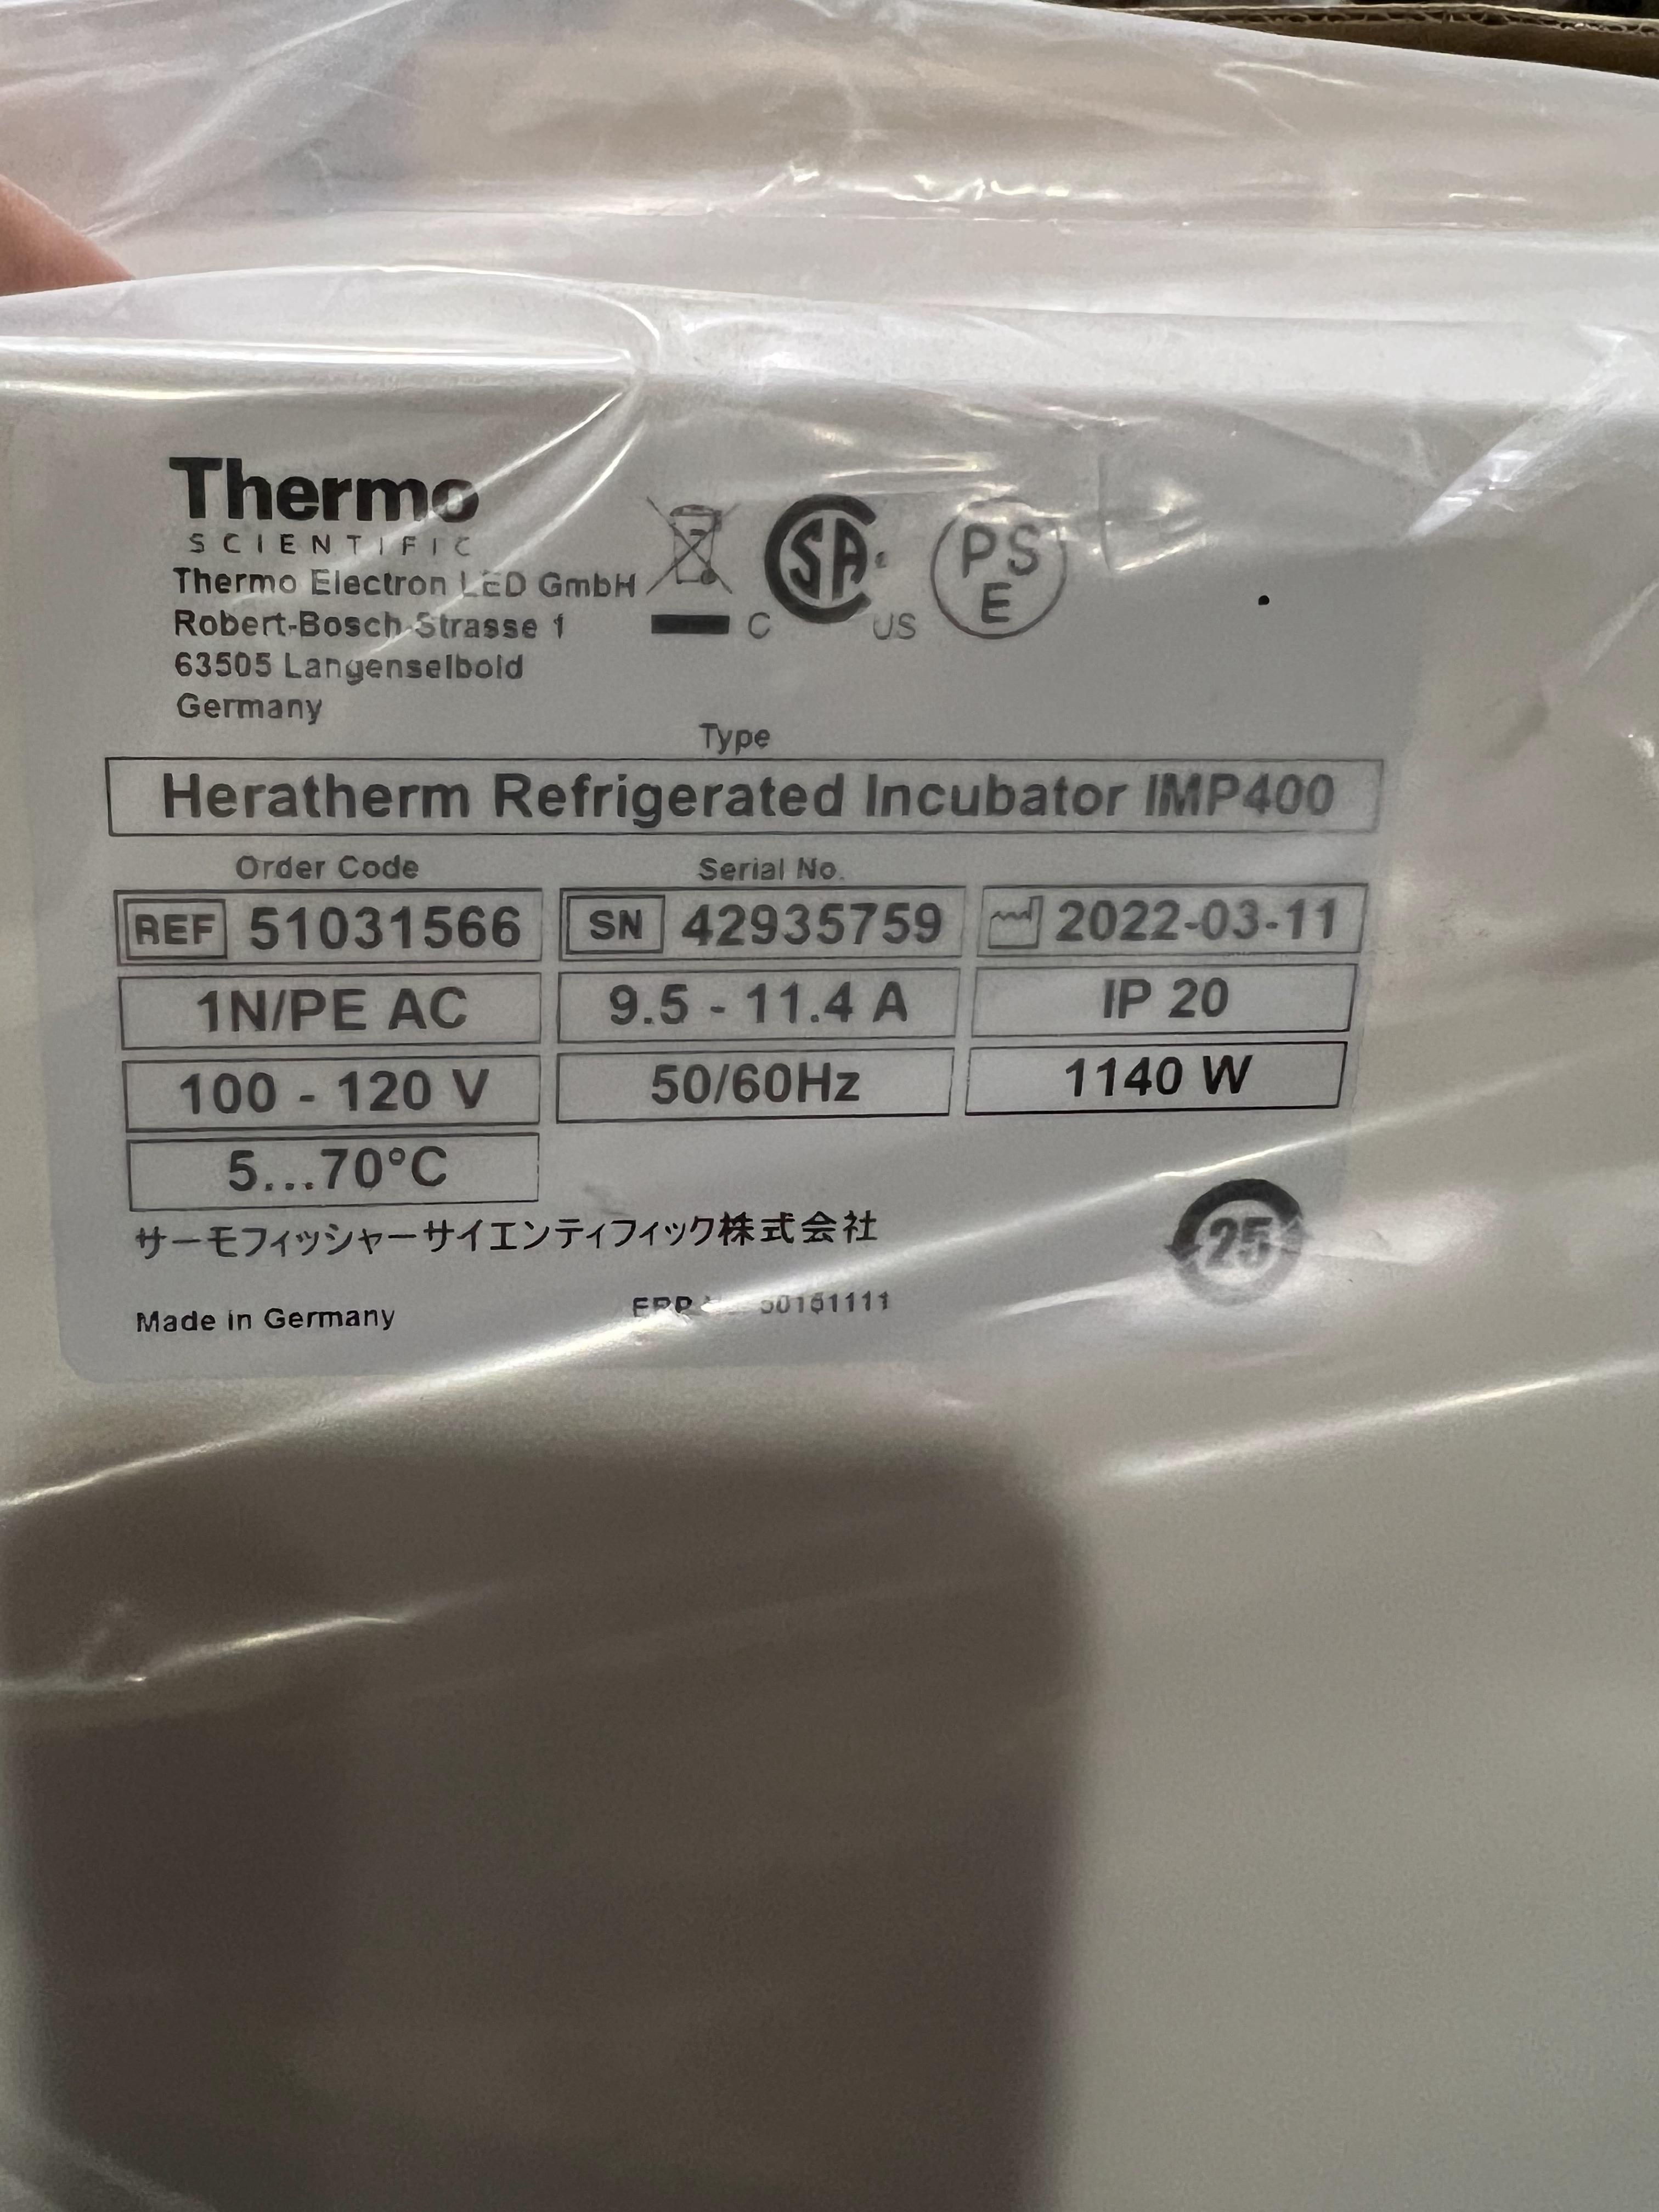 Thermo
SCIENTIFIC
Thermo Electron LED GmbH
Robert-Bosch-Strasse 1
63505 Langenselbold
Germany
C SA US
PS
E
Type
Heratherm Refrigerated Incubator IMP400
Order Code Serial No.
REF 51031566 SN 42935759 2022-03-11
1N/PE AC 9.5 - 11.4 A IP 20
100 - 120 V 50/60Hz 1140 W
5...70°C
サーモフィッシャーサイエンティフィック株式会社
25
Made in Germany